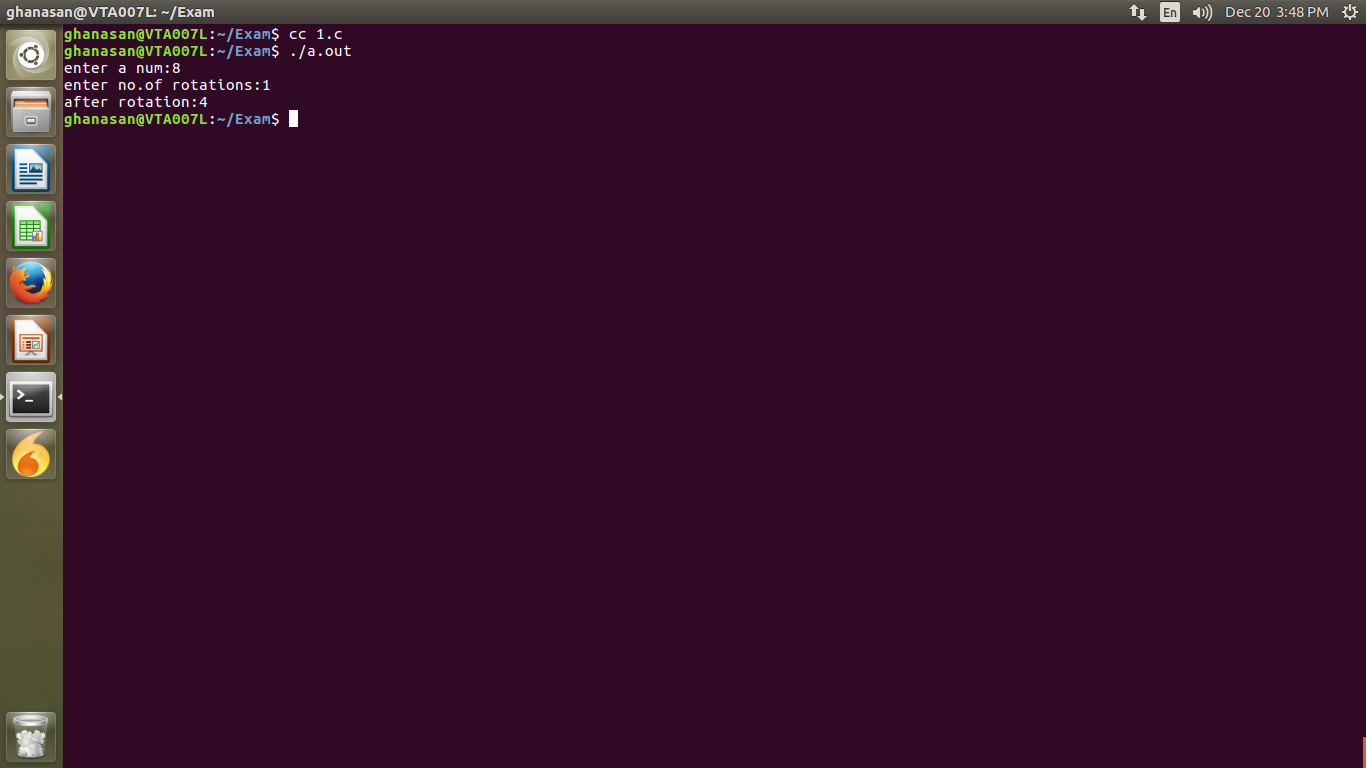 ghanasan@VTA007L: ~/Exam
En
Dec 20 3:48 PM
ghanasan@VTA007L:~/Exam$ cc 1.c
ghanasan@VTA007L:~/Exam$ ./a.out
enter a num:8
enter no.of rotations:1
after rotation:4
ghanasan@VTA007L:~/Exam$